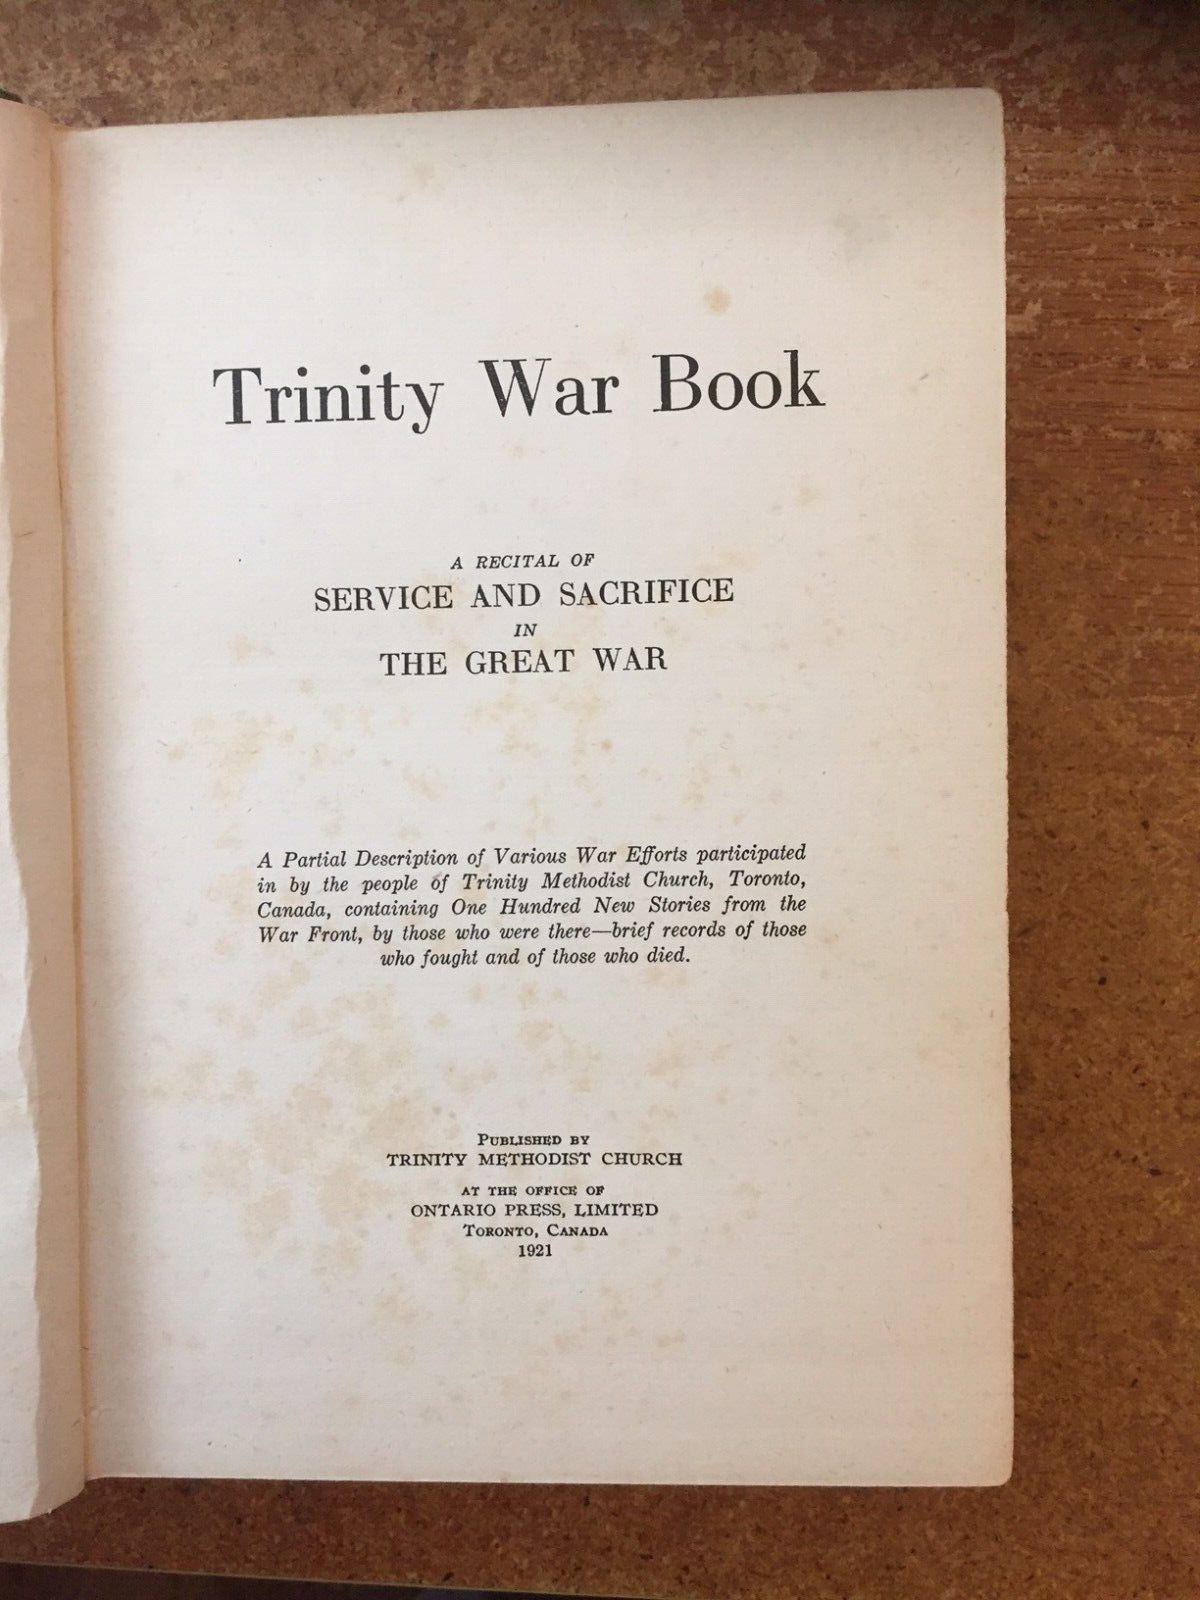 Trinity War Book
A RECITAL OF
SERVICE AND SACRIFICE
IN
THE GREAT WAR
A Partial Description of Various War Efforts participated
in by the people of Trinity Methodist Church, Toronto,
Canada, containing One Hundred New Stories from the
War Front, by those who were there—brief records of those
who fought and of those who died.
PUBLISHED BY
TRINITY METHODIST CHURCH
AT THE OFFICE OF
ONTARIO PRESS, LIMITED
TORONTO, CANADA
1921